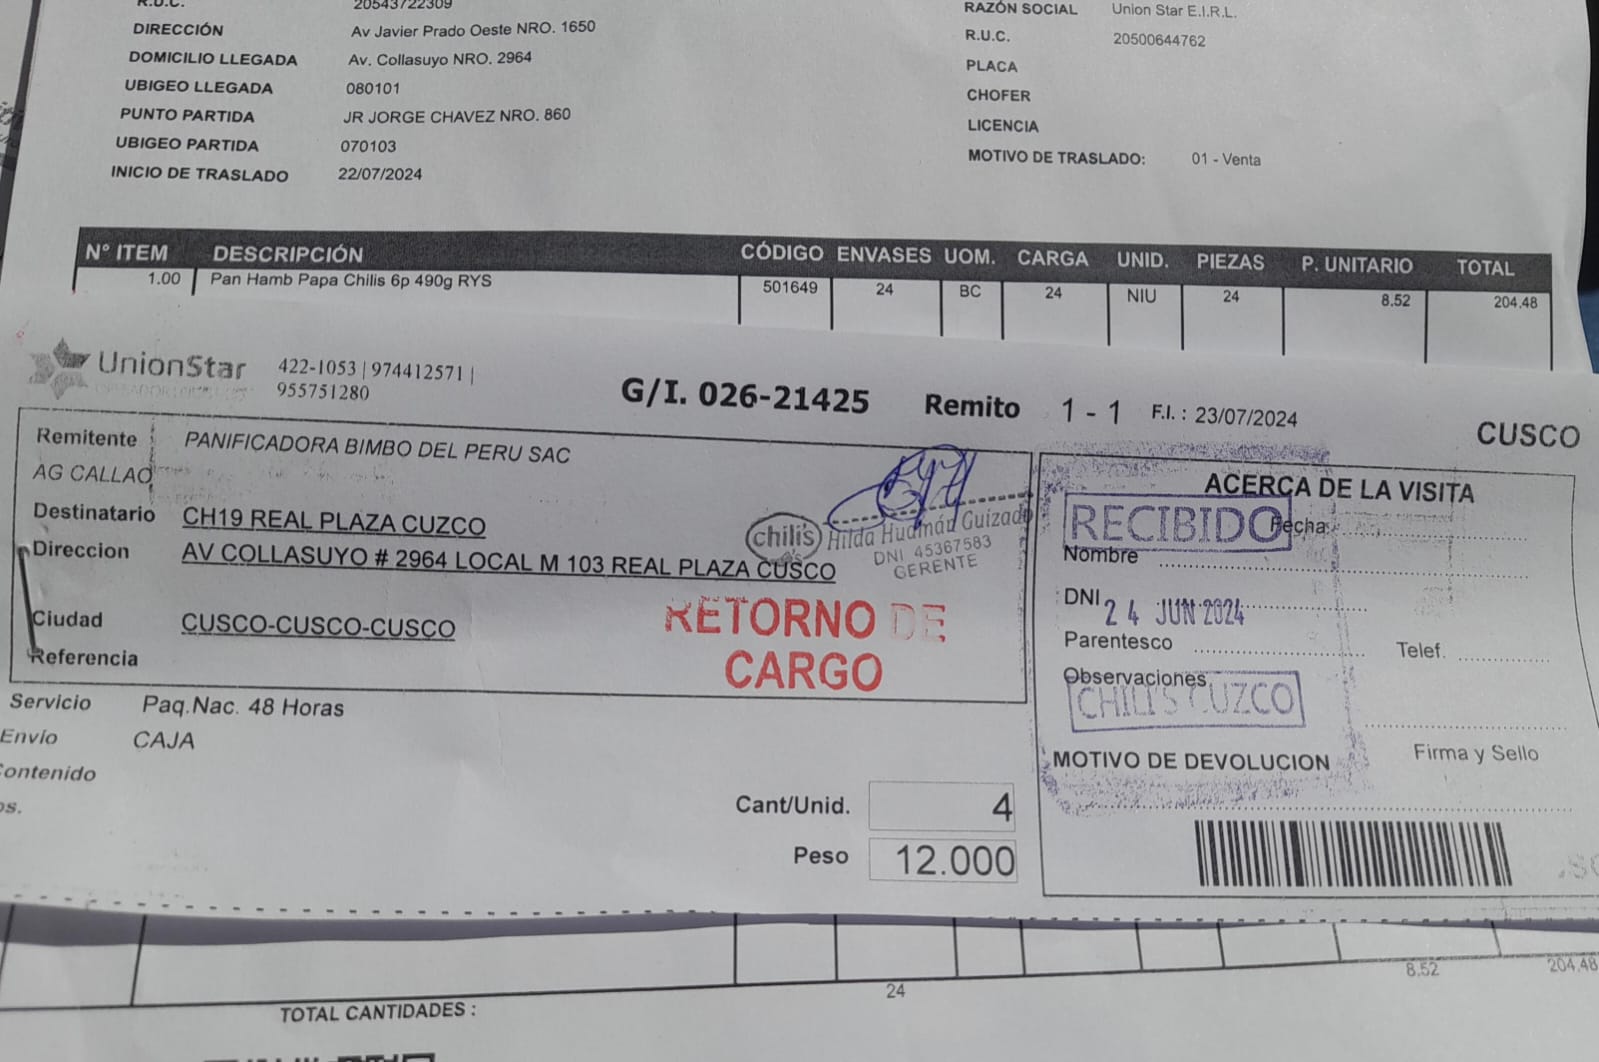 R.U.C. 20543722309
RAZÓN SOCIAL Union Star E.I.R.L.
DIRECCIÓN Av Javier Prado Oeste NRO. 1650
R.U.C. 20500644762
DOMICILIO LLEGADA Av. Collasuyo NRO. 2964
PLACA
UBIGEO LLEGADA 080101
CHOFER
PUNTO PARTIDA JR JORGE CHAVEZ NRO. 860
LICENCIA
UBIGEO PARTIDA 070103
MOTIVO DE TRASLADO: 01 - Venta
INICIO DE TRASLADO 22/07/2024
N° ITEM DESCRIPCIÓN CÓDIGO ENVASES UOM. CARGA UNID. PIEZAS P. UNITARIO TOTAL
1.00 Pan Hamb Papa Chilis 6p 490g RYS 501649 24 BC 24 NIU 24 8.52 204.48
UnionStar 422-1053 | 974412571 |
955751280
G/I. 026-21425 Remito 1 - 1 F.I. : 23/07/2024 CUSCO
Remitente PANIFICADORA BIMBO DEL PERU SAC
AG CALLAO
Destinatario CH19 REAL PLAZA CUZCO
Direccion AV COLLASUYO # 2964 LOCAL M 103 REAL PLAZA CUSCO
Ciudad CUSCO-CUSCO-CUSCO
Referencia
chili's Hilda Huamán Guizado
DNI 45367583
GERENTE
RETORNO DE
CARGO
ACERCA DE LA VISITA
RECIBIDO
Fecha
Nombre
DNI 24 JUN 2024
Parentesco Telef.
Observaciones
CHILI'S CUZCO
Firma y Sello
MOTIVO DE DEVOLUCION
Servicio Paq.Nac. 48 Horas
Envío CAJA
Contenido
Cant/Unid. 4
Peso 12.000
8.52 204.48
24
TOTAL CANTIDADES :